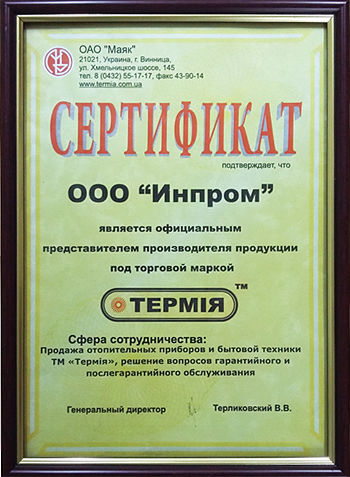 ОАО "Маяк"
21021, Украина, г. Винница,
ул. Хмельницкое шоссе, 145
тел. 8 (0432) 55-17-17, факс 43-90-14
www.termia.com.ua
СЕРТИФИКАТ
подтверждает, что
ООО “Инпром”
является официальным
представителем производителя продукции
под торговой маркой
ТЕРМІЯ ™
Сфера сотрудничества:
Продажа отопительных приборов и бытовой техники
ТМ «Термія», решение вопросов гарантийного и
послегарантийного обслуживания
Генеральный директор Терликовский В.В.